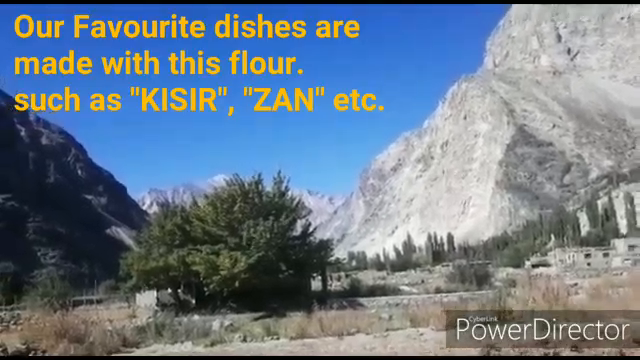 Our Favourite dishes are
made with this flour.
such as "KISIR", "ZAN" etc.
CyberLink
PowerDirector